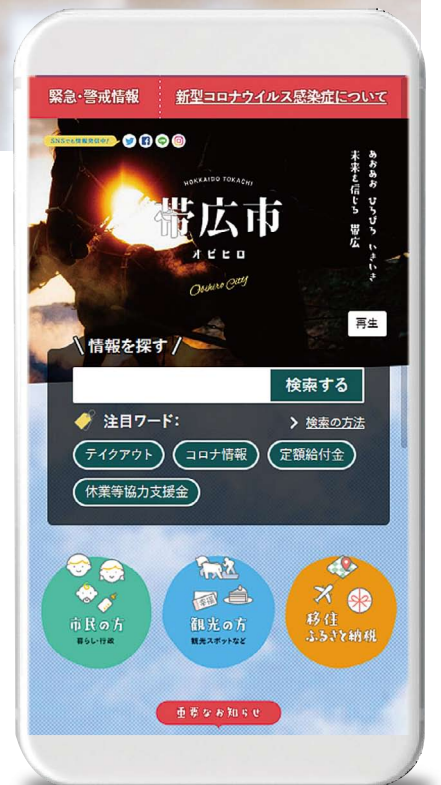 緊急・警戒情報
新型コロナウイルス感染症について
SNSでも情報発信中!
HOKKAIDO TOKACHI
帯広市
オビヒロ
Obihiro City
あおあお ひろびろ いきいき
未来を信じる 帯広
再生
情報を探す
検索する
注目ワード:
検索の方法
テイクアウト
コロナ情報
定額給付金
休業等協力支援金
市民の方
暮らし・行政
幸福
観光の方
観光スポットなど
移住
ふるさと納税
重要なお知らせ